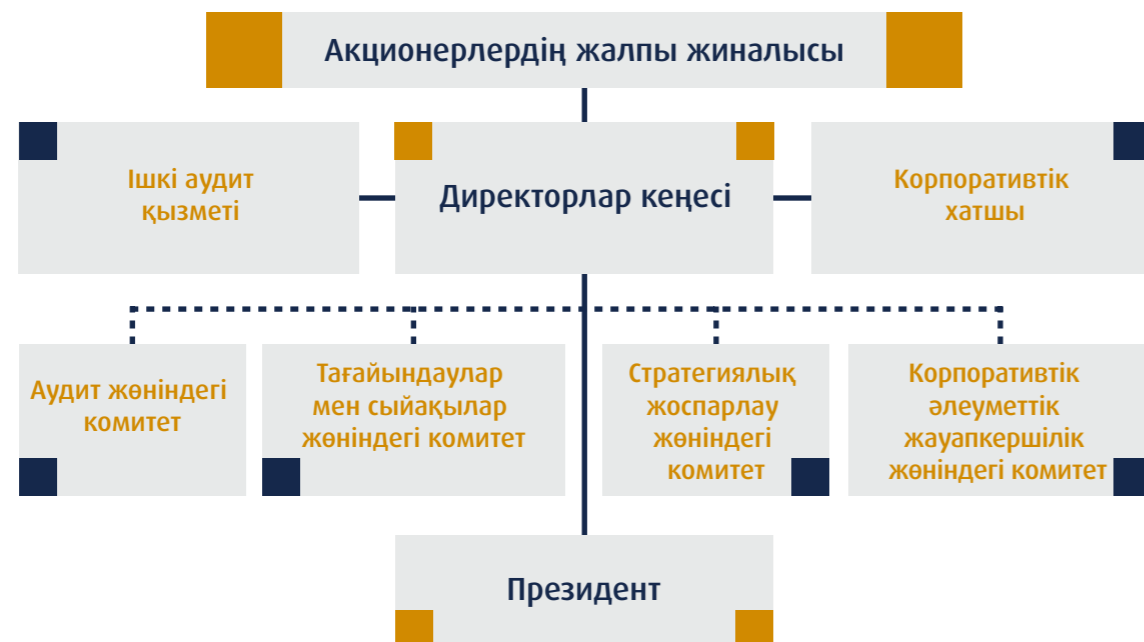 Акционерлердің жалпы жиналысы
Ішкі аудит
қызметі
Директорлар кеңесі
Корпоративтік
хатшы
Аудит жөніндегі
комитет
Тағайындаулар
мен сыйақылар
жөніндегі комитет
Стратегиялық
жоспарлау
жөніндегі
комитет
Корпоративтік
әлеуметтік
жауапкершілік
жөніндегі комитет
Президент